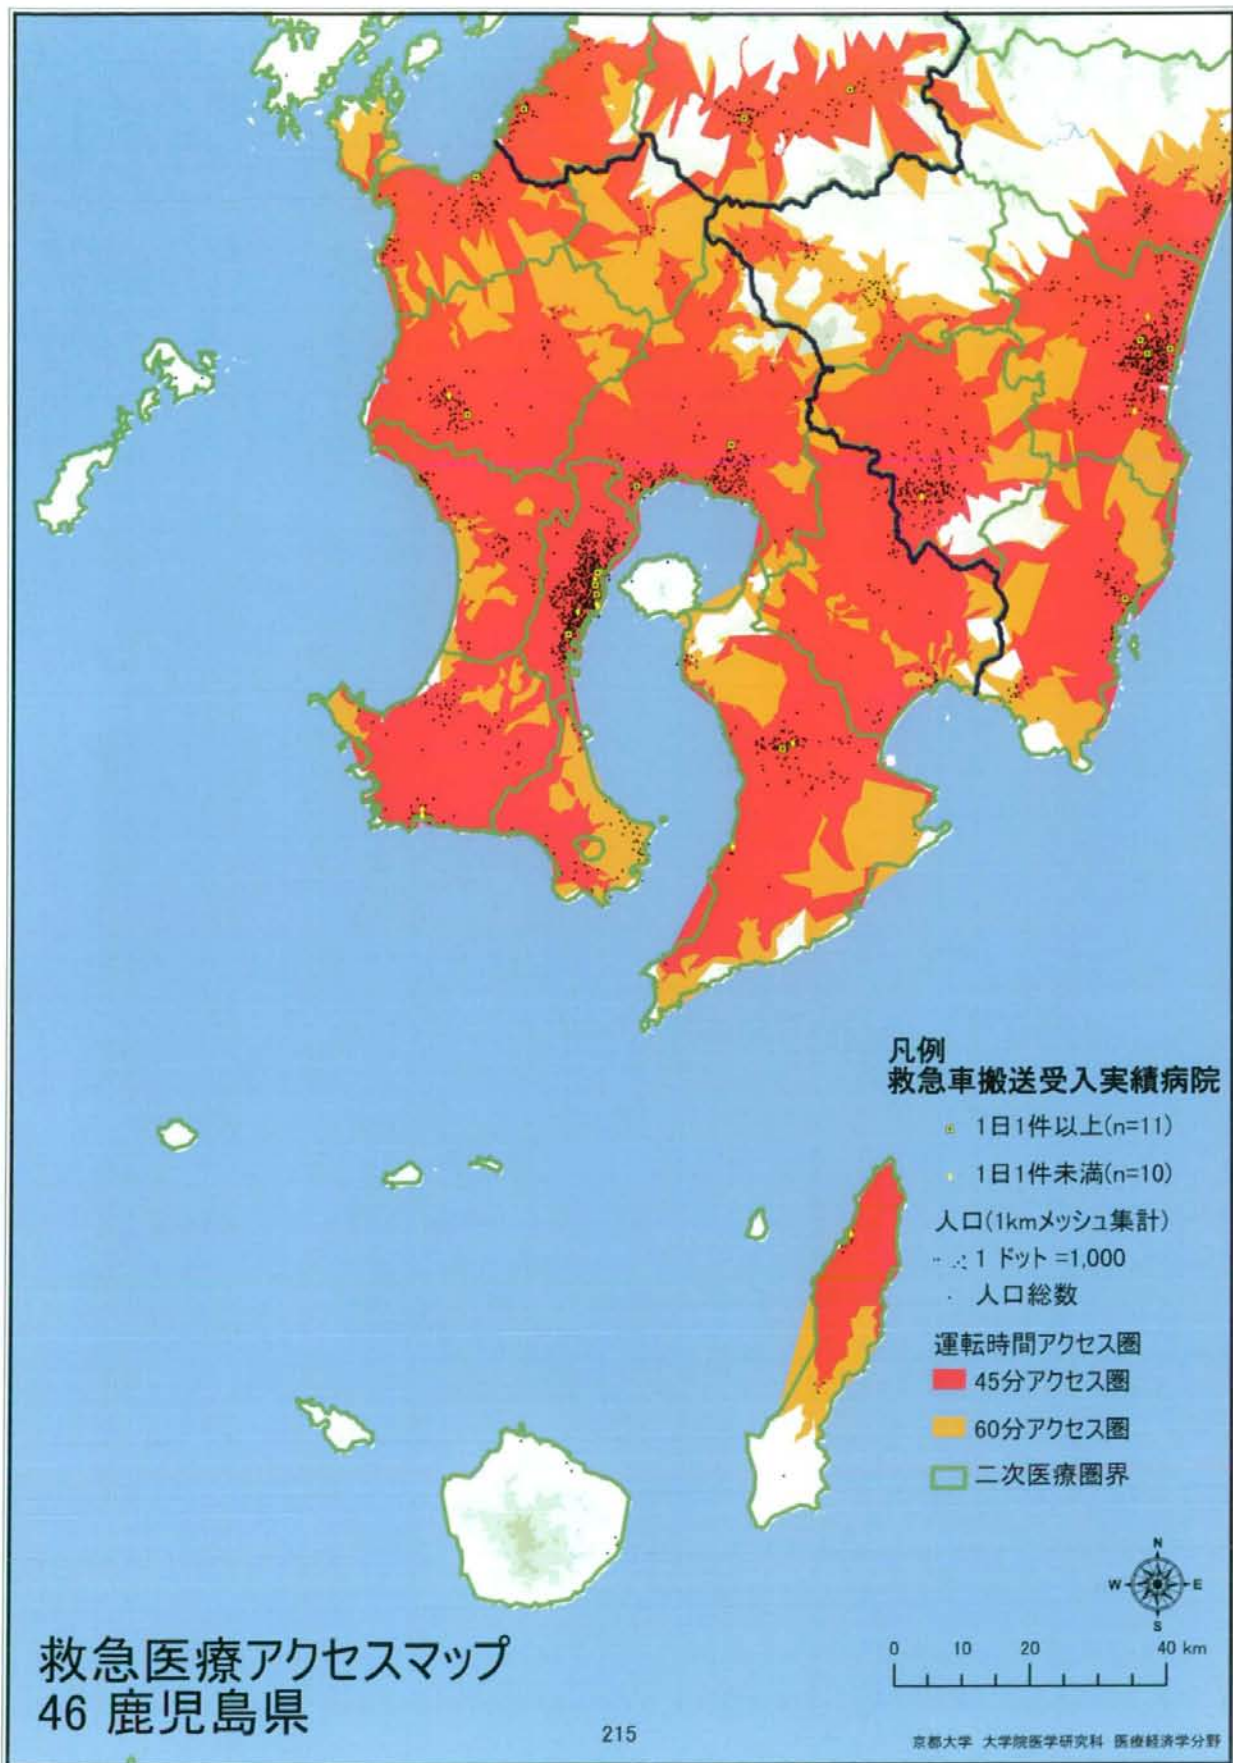 凡例
救急車搬送受入実績病院
1日1件以上(n=11)
1日1件未満(n=10)
人口(1kmメッシュ集計)
1 ドット =1,000
人口総数
運転時間アクセス圏
45分アクセス圏
60分アクセス圏
二次医療圏界
N
W E
S
0 10 20 40 km
救急医療アクセスマップ
46 鹿児島県
215
京都大学 大学院医学研究科 医療経済学分野